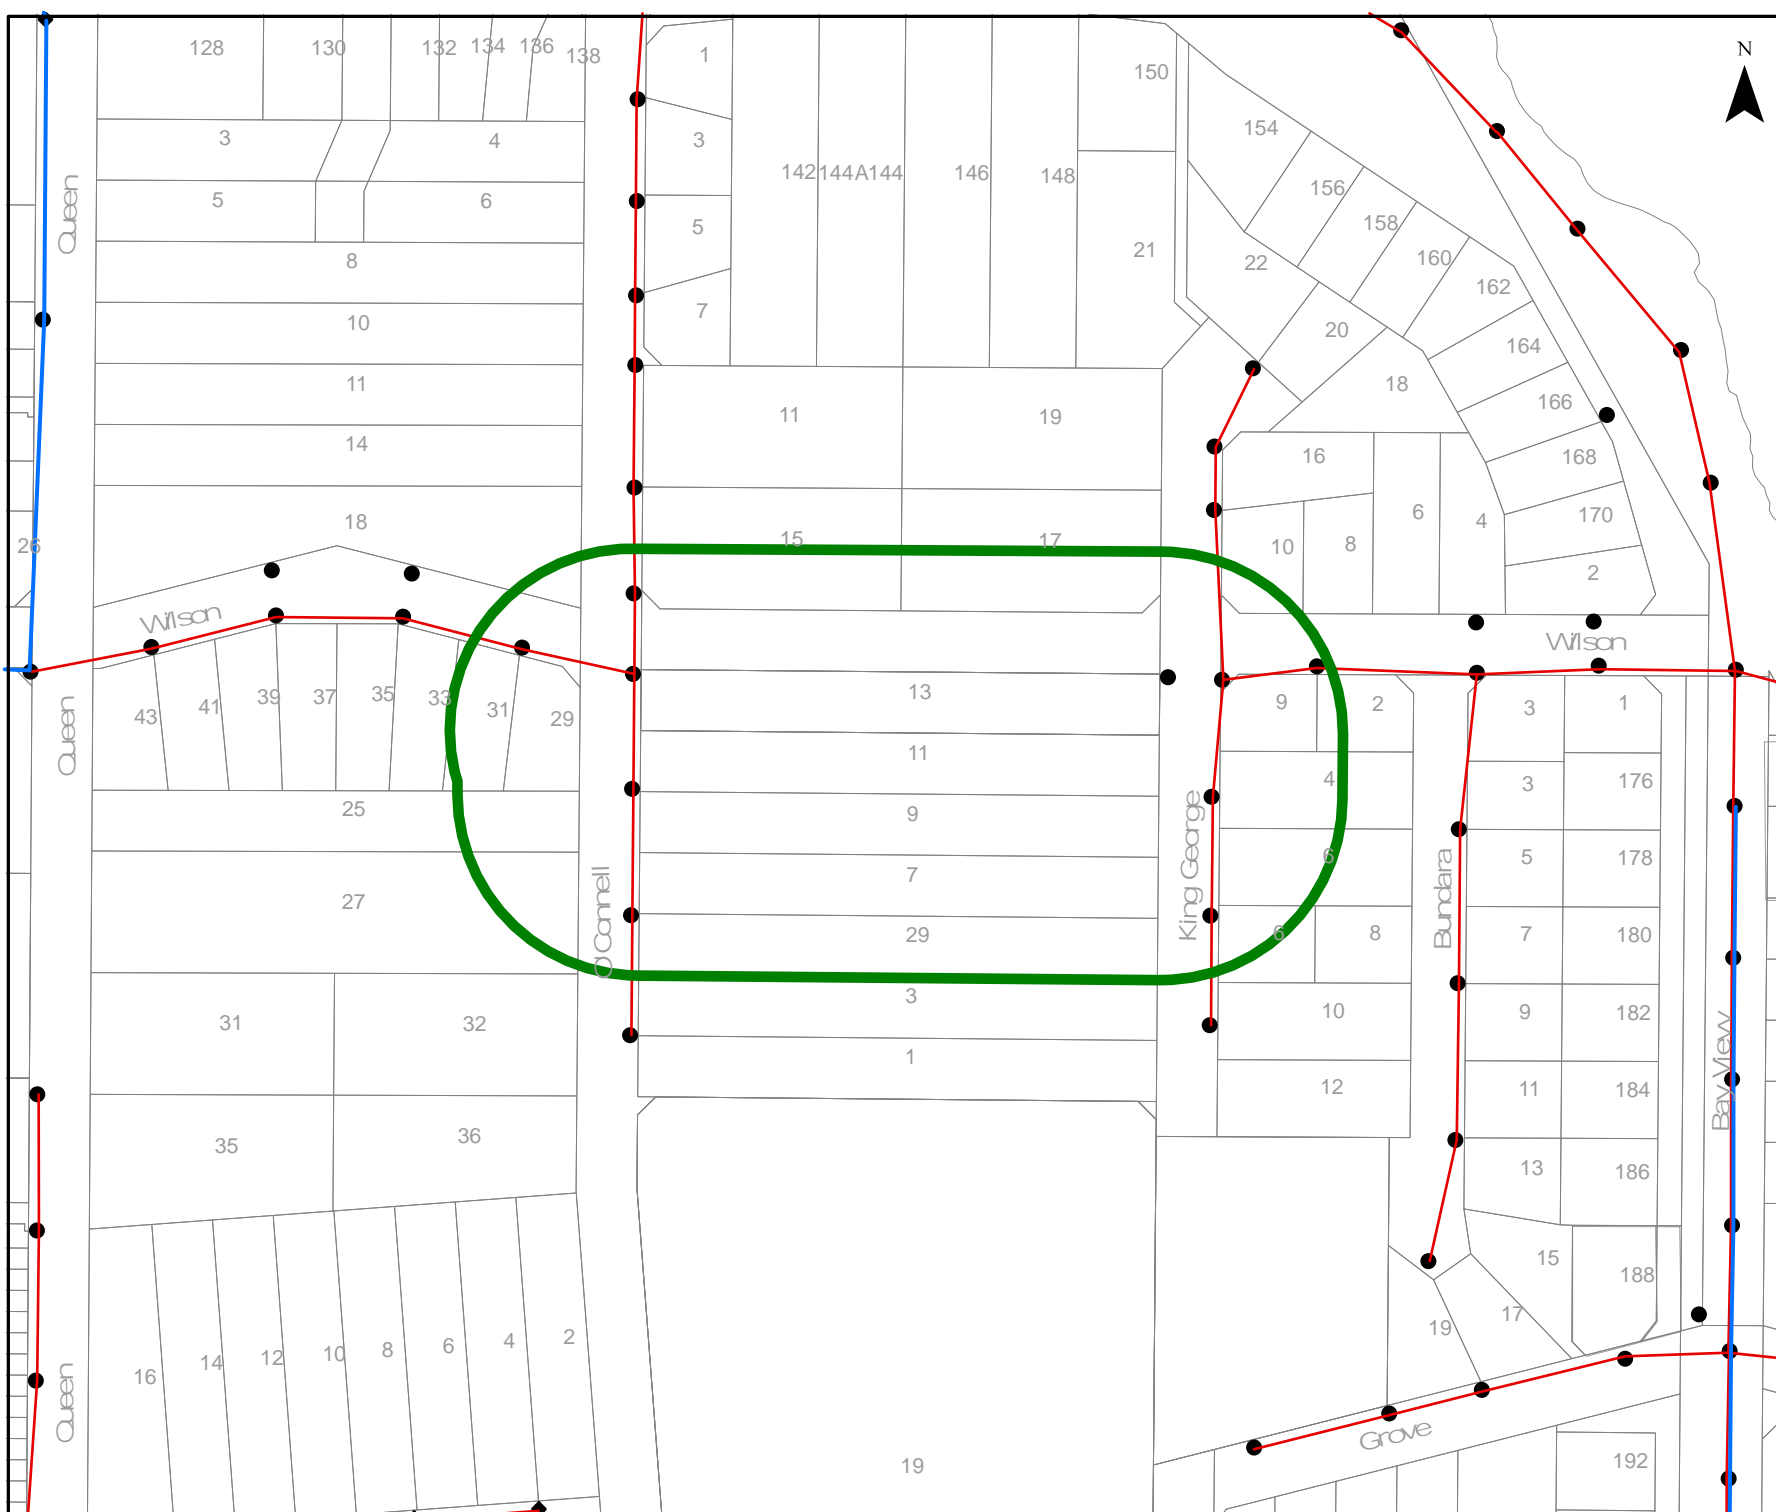 N
128 130 132 134 136 138 1 150
3 4 3 154
5 6 142 144A 144 146 148 156
5 158
8 21 22 160
7 162
10 20 164
11 11 19 18 166
14 16 168
18 15 17 10 8 6 4 170
26 2
Willson Willson
Queen
43 41 39 37 35 33 31 29 13 9 2 3 1
Queen
11 4 3 176
25 9 6 5 178
27 7
O'Connell King George Bundara
29 6 8 7 180
31 32 3 10 9 182
1 12 11 184
Bay View
35 36 13 186
15 188
16 14 12 10 8 6 4 2 19 17
Queen
Grove
19 192